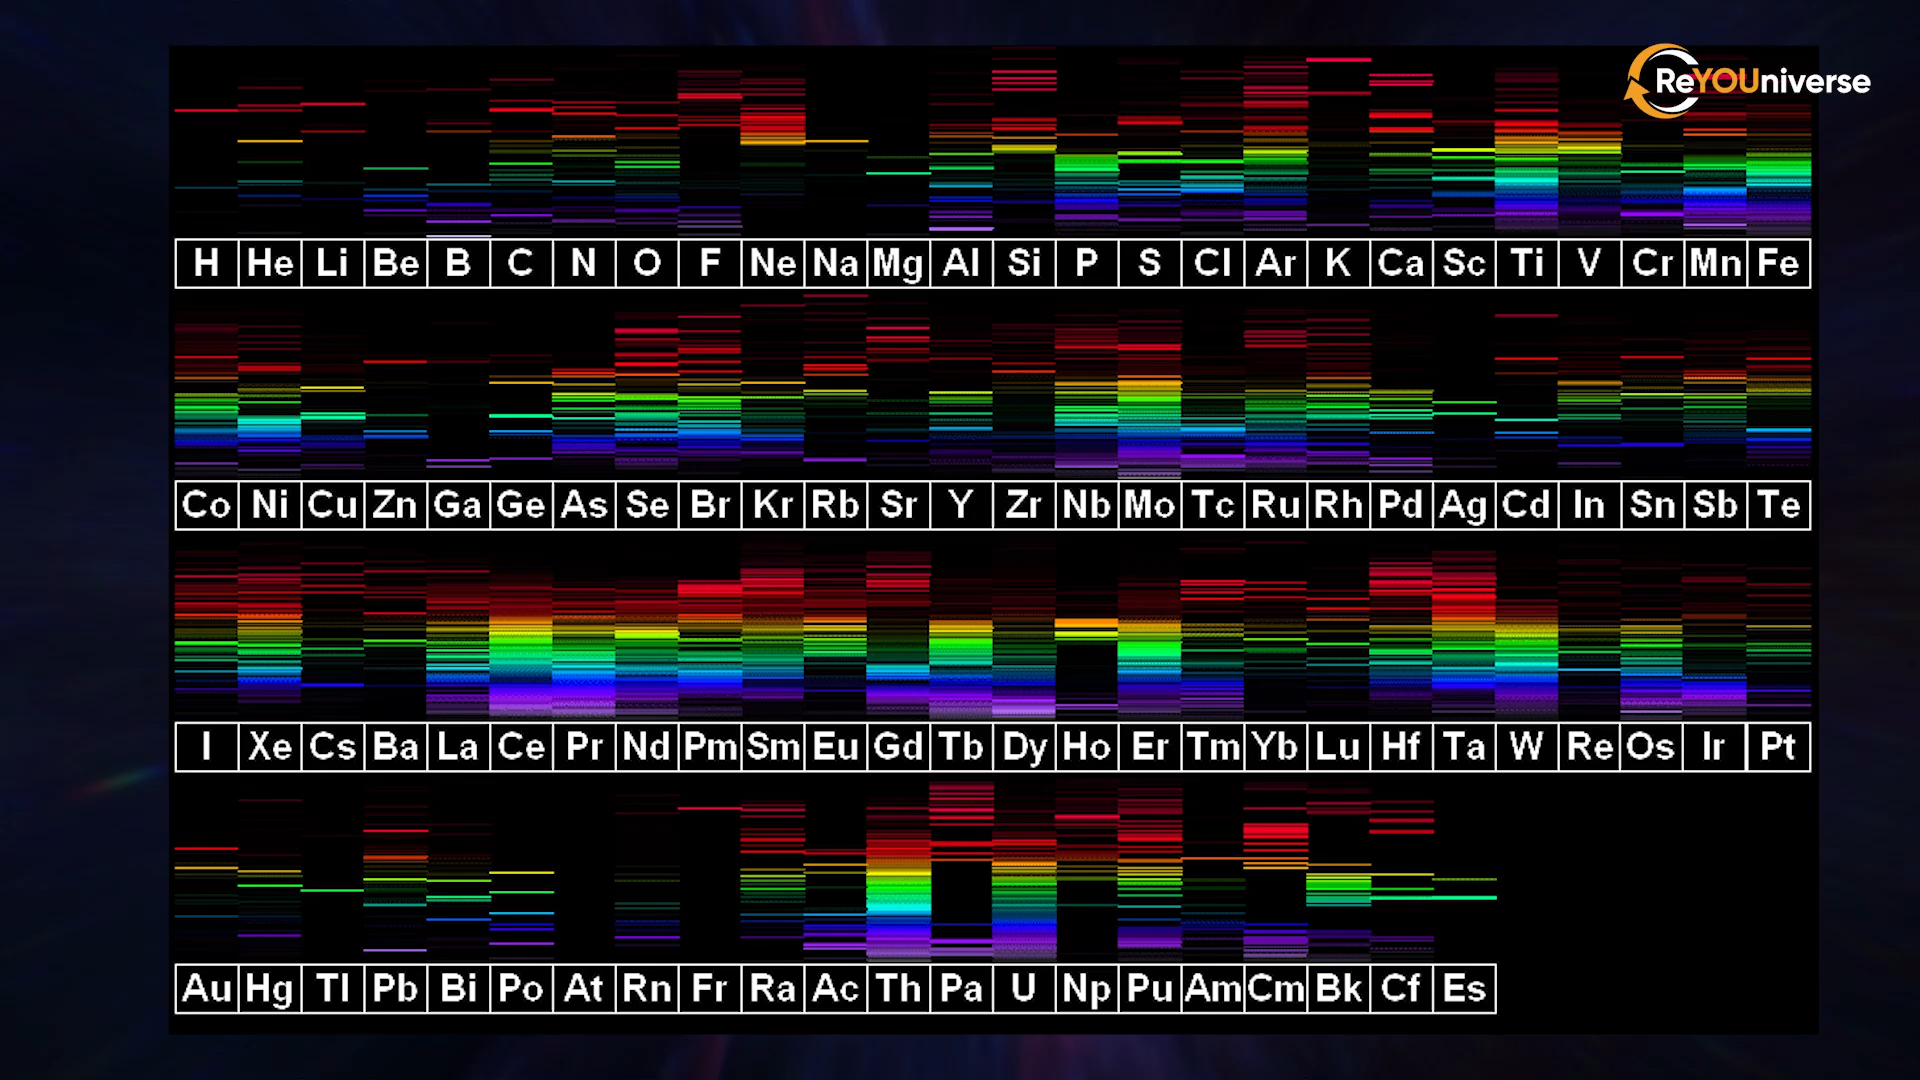 ReYOUniverse
H He Li Be B C N O F Ne Na Mg Al Si P S Cl Ar K Ca Sc Ti V Cr Mn Fe
Co Ni Cu Zn Ga Ge As Se Br Kr Rb Sr Y Zr Nb Mo Tc Ru Rh Pd Ag Cd In Sn Sb Te
I Xe Cs Ba La Ce Pr Nd Pm Sm Eu Gd Tb Dy Ho Er Tm Yb Lu Hf Ta W Re Os Ir Pt
Au Hg Tl Pb Bi Po At Rn Fr Ra Ac Th Pa U Np Pu Am Cm Bk Cf Es